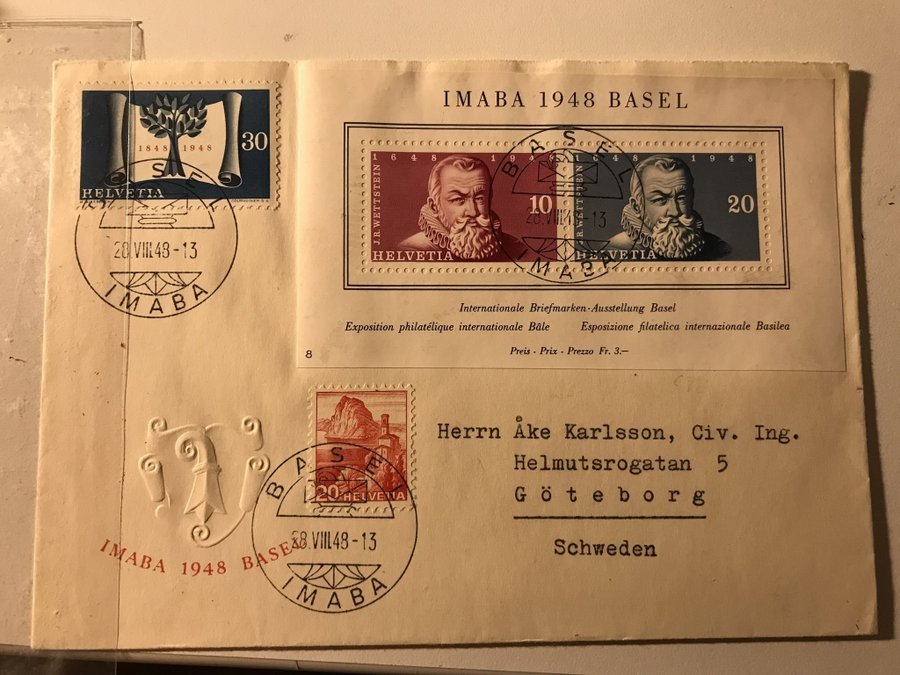 IMABA 1948 BASEL
1848 1948
30
HELVETIA
BASEL
28.VIII.48-13
IMABA
1648 1948
J.R. WETTSTEIN
10
HELVETIA
1648 1948
J.R. WETTSTEIN
20
HELVETIA
BASEL
28.VIII.48-13
IMABA
Internationale Briefmarken-Ausstellung Basel
Exposition philatélique internationale Bâle Esposizione filatelica internazionale Basilea
Preis - Prix - Prezzo Fr. 3.—
8
20 HELVETIA
BASEL
28.VIII.48-13
IMABA
IMABA 1948 BASEL
Herrn Åke Karlsson, Civ. Ing.
Helmutsrogatan 5
Göteborg
Schweden